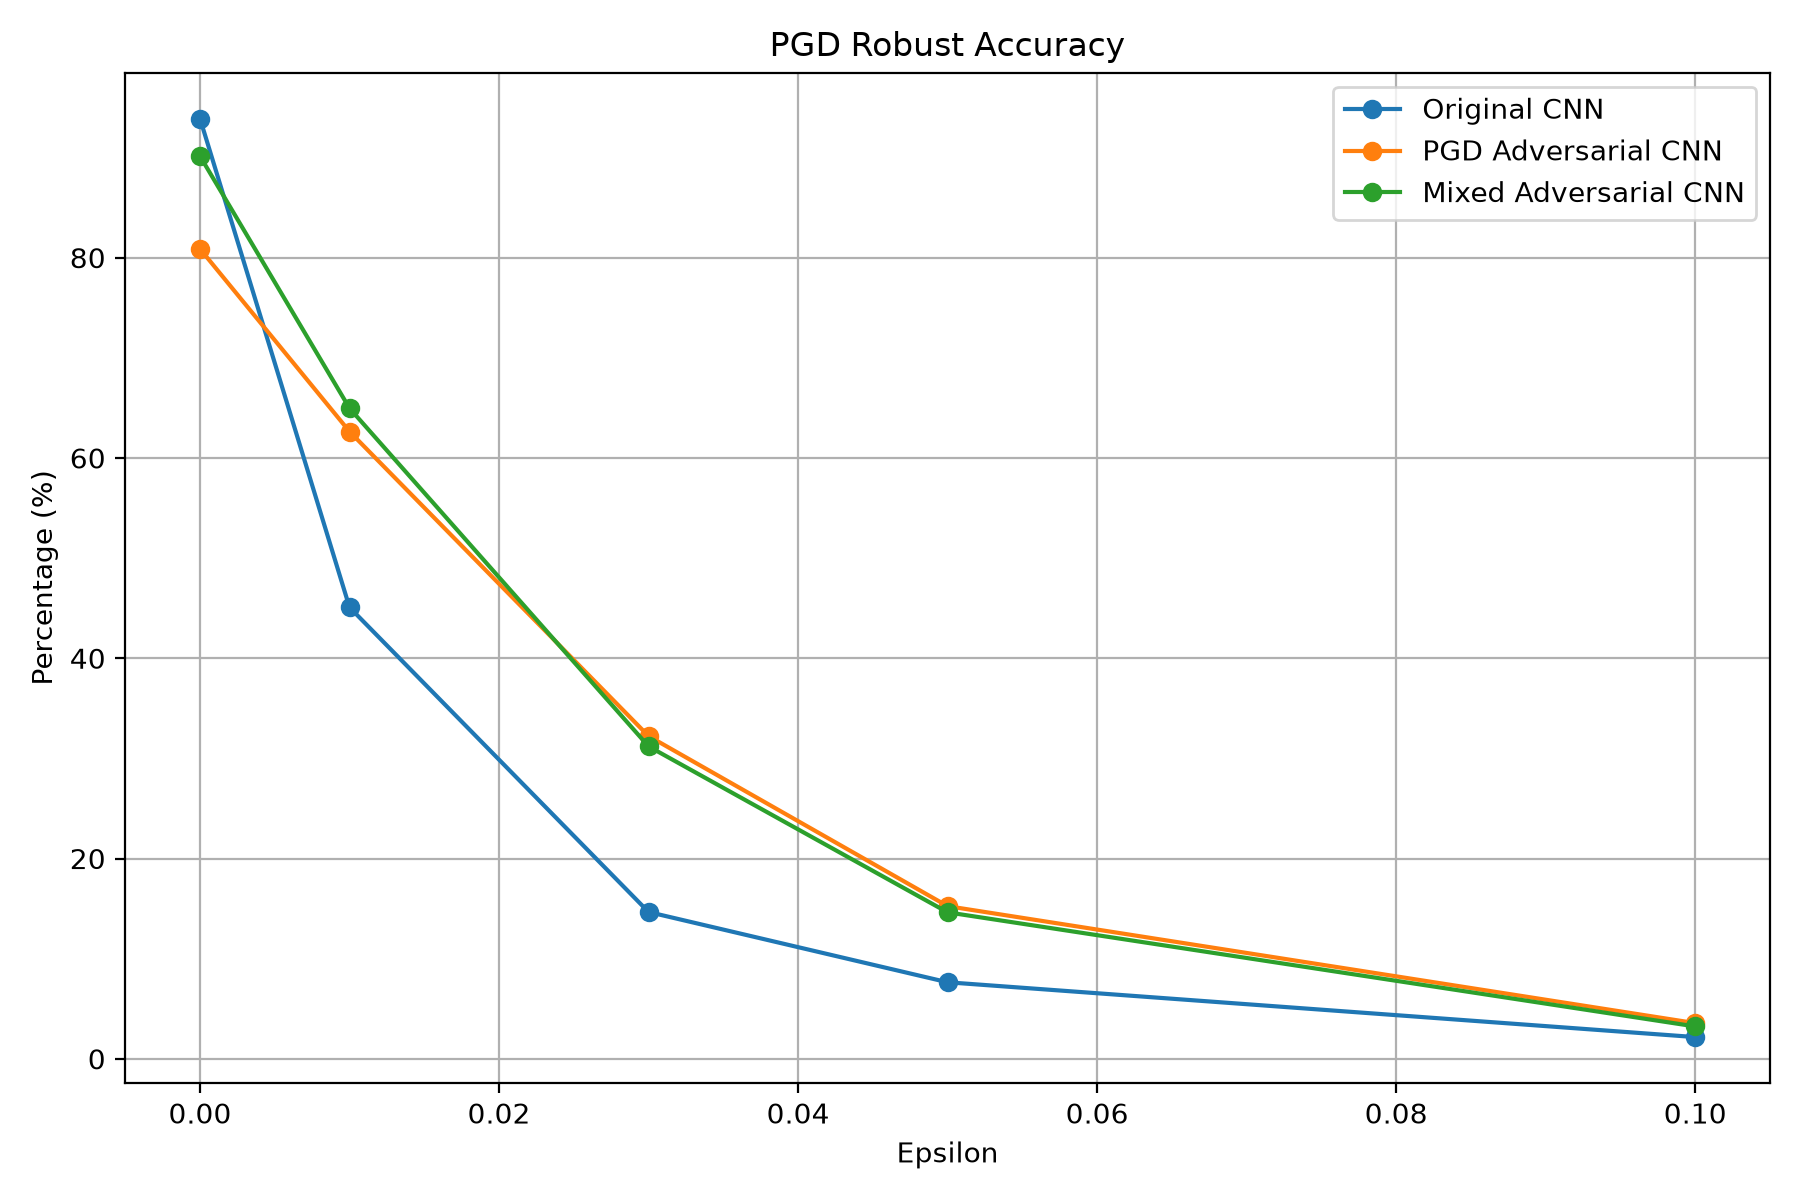 PGD Robust Accuracy
Original CNN
PGD Adversarial CNN
Mixed Adversarial CNN
Percentage (%)
80
60
40
20
0
0.00 0.02 0.04 0.06 0.08 0.10
Epsilon